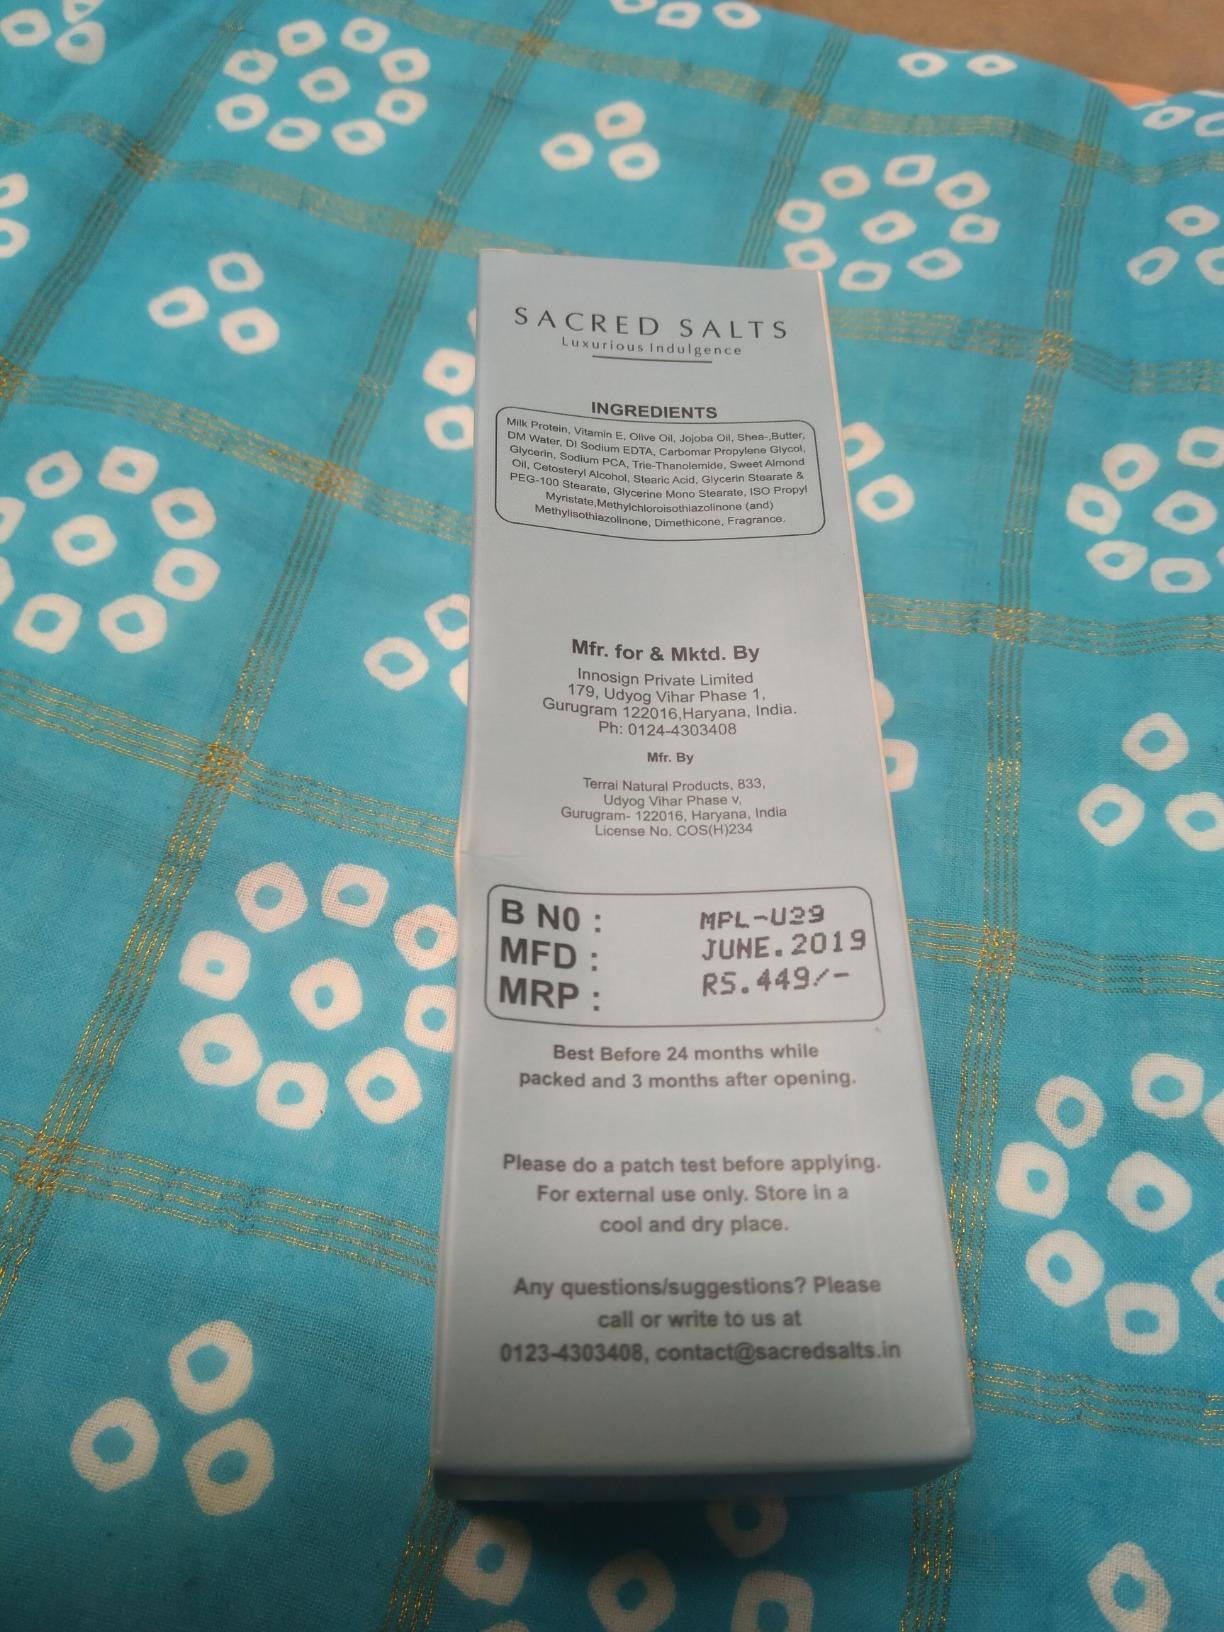 SACRED SALTS
Luxurious Indulgence
INGREDIENTS
Milk Protein, Vitamin E, Olive Oil, Jojoba Oil, Shea-,Butter,
DM Water, DI Sodium EDTA, Carbomar Propylene Glycol,
Glycerin, Sodium PCA, Trie-Thanolemide, Sweet Almond
Oil, Cetosteryl Alcohol, Stearic Acid, Glycerin Stearate &
PEG-100 Stearate, Glycerine Mono Stearate, ISO Propyl
Myristate,Methylchloroisothiazolinone (and)
Methylisothiazolinone, Dimethicone, Fragrance.
Mfr. for & Mktd. By
Innosign Private Limited
179, Udyog Vihar Phase 1,
Gurugram 122016,Haryana, India.
Ph: 0124-4303408
Mfr. By
Terrai Natural Products, 833,
Udyog Vihar Phase v,
Gurugram- 122016, Haryana, India
License No. COS(H)234
B N0 : MPL-U29
MFD : JUNE.2019
MRP : RS.449/-
Best Before 24 months while
packed and 3 months after opening.
Please do a patch test before applying.
For external use only. Store in a
cool and dry place.
Any questions/suggestions? Please
call or write to us at
0123-4303408, contact@sacredsalts.in